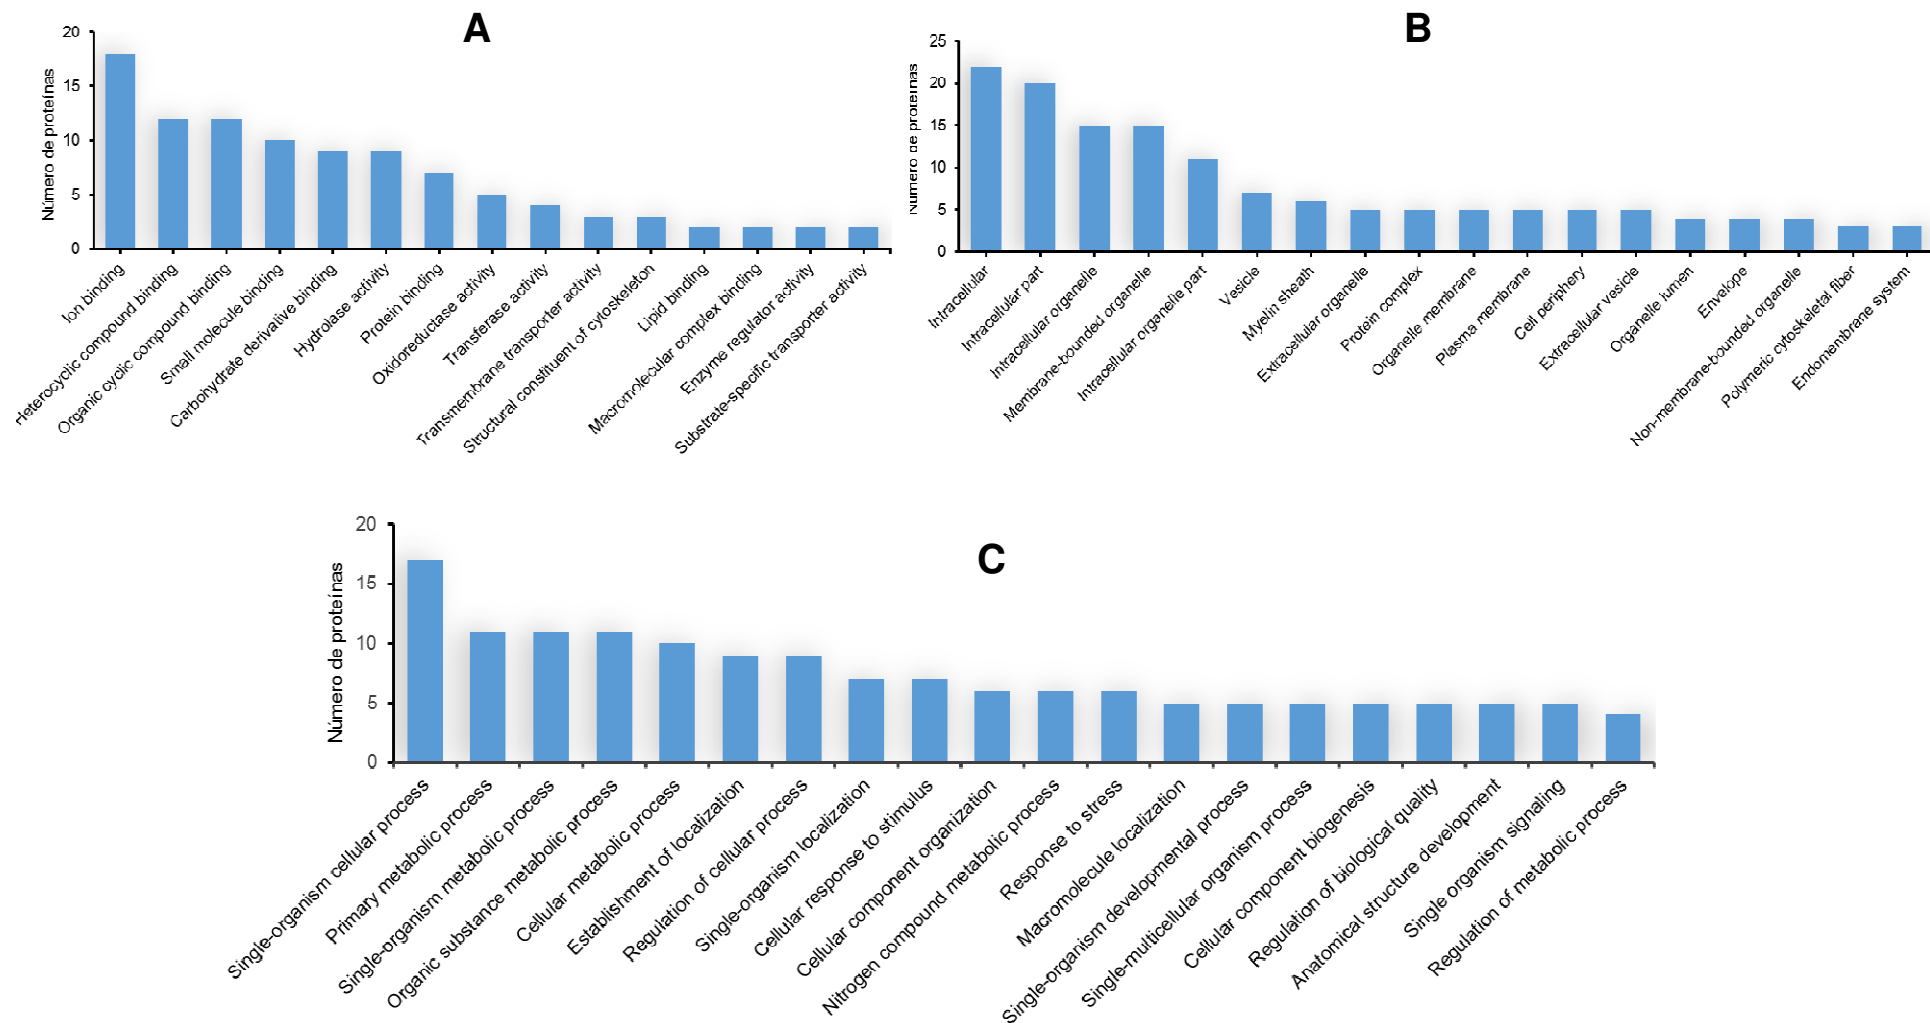 A
Número de proteínas
20
15
10
5
0
Ion binding
Heterocyclic compound binding
Organic cyclic compound binding
Small molecule binding
Carbohydrate derivative binding
Hydrolase activity
Protein binding
Oxidoreductase activity
Transferase activity
Transmembrane transporter activity
Structural constituent of cytoskeleton
Lipid binding
Macromolecular complex binding
Enzyme regulator activity
Substrate-specific transporter activity
B
Número de proteínas
25
20
15
10
5
0
Intracellular
Intracellular part
Intracellular organelle
Membrane-bounded organelle
Intracellular organelle part
Vesicle
Myelin sheath
Extracellular organelle
Protein complex
Organelle membrane
Plasma membrane
Cell periphery
Extracellular vesicle
Organelle lumen
Envelope
Non-membrane-bounded organelle
Polymeric cytoskeletal fiber
Endomembrane system
C
Número de proteínas
20
15
10
5
0
Single-organism cellular process
Primary metabolic process
Single-organism metabolic process
Organic substance metabolic process
Cellular metabolic process
Establishment of localization
Regulation of cellular process
Single-organism localization
Cellular response to stimulus
Cellular component organization
Nitrogen compound metabolic process
Response to stress
Macromolecule localization
Single-organism developmental process
Single-multicellular organism process
Cellular component biogenesis
Regulation of biological quality
Anatomical structure development
Single organism signaling
Regulation of metabolic process